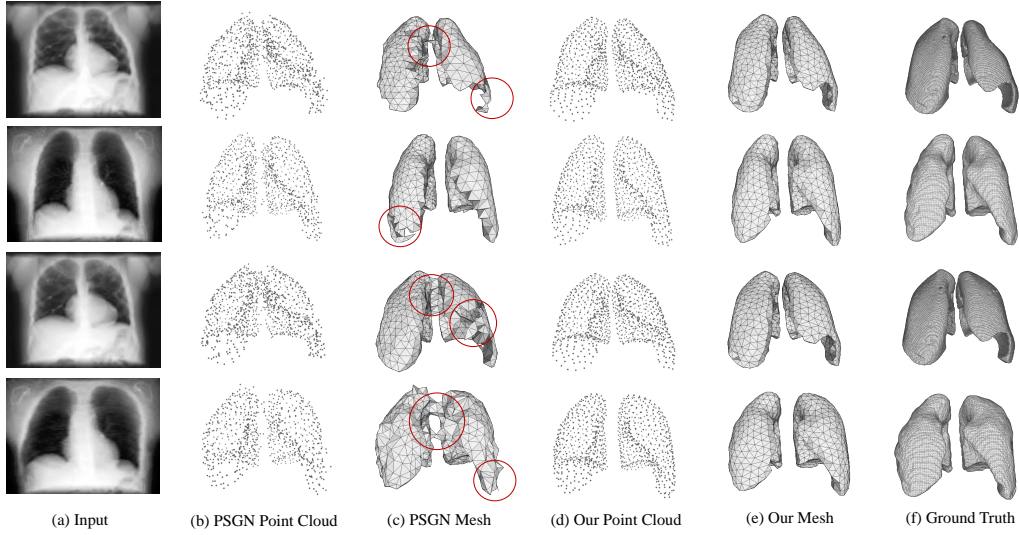 (a) Input
(b) PSGN Point Cloud
(c) PSGN Mesh
(d) Our Point Cloud
(e) Our Mesh
(f) Ground Truth